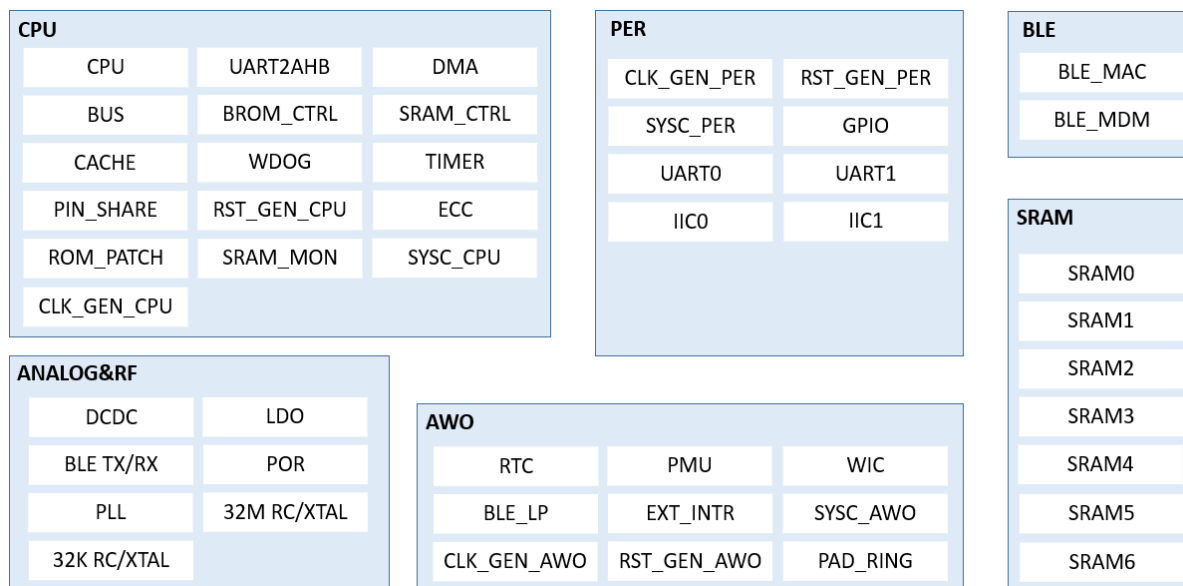 CPU
CPU UART2AHB DMA
BUS BROM_CTRL SRAM_CTRL
CACHE WDOG TIMER
PIN_SHARE RST_GEN_CPU ECC
ROM_PATCH SRAM_MON SYSC_CPU
CLK_GEN_CPU
PER
CLK_GEN_PER RST_GEN_PER
SYSC_PER GPIO
UART0 UART1
IIC0 IIC1
BLE
BLE_MAC
BLE_MDM
ANALOG&RF
DCDC LDO
BLE TX/RX POR
PLL 32M RC/XTAL
32K RC/XTAL
AWO
RTC PMU WIC
BLE_LP EXT_INTR SYSC_AWO
CLK_GEN_AWO RST_GEN_AWO PAD_RING
SRAM
SRAM0
SRAM1
SRAM2
SRAM3
SRAM4
SRAM5
SRAM6